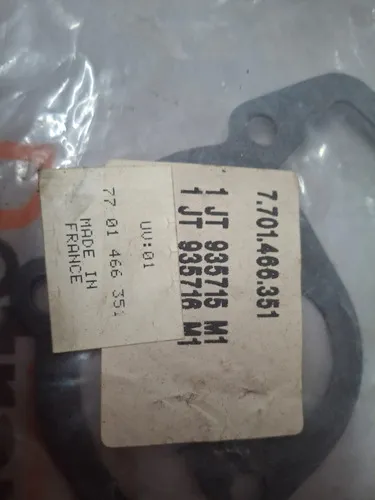 7.701.466.351
1 JT 935715 M1
1 JT 935716 M1
UV:01
77 01 466 351
MADE IN
FRANCE